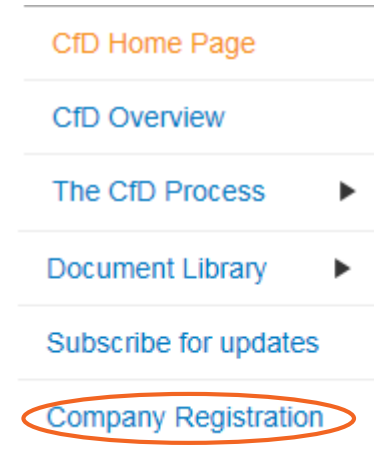 CfD Home Page
CfD Overview
The CfD Process
Document Library
Subscribe for updates
Company Registration